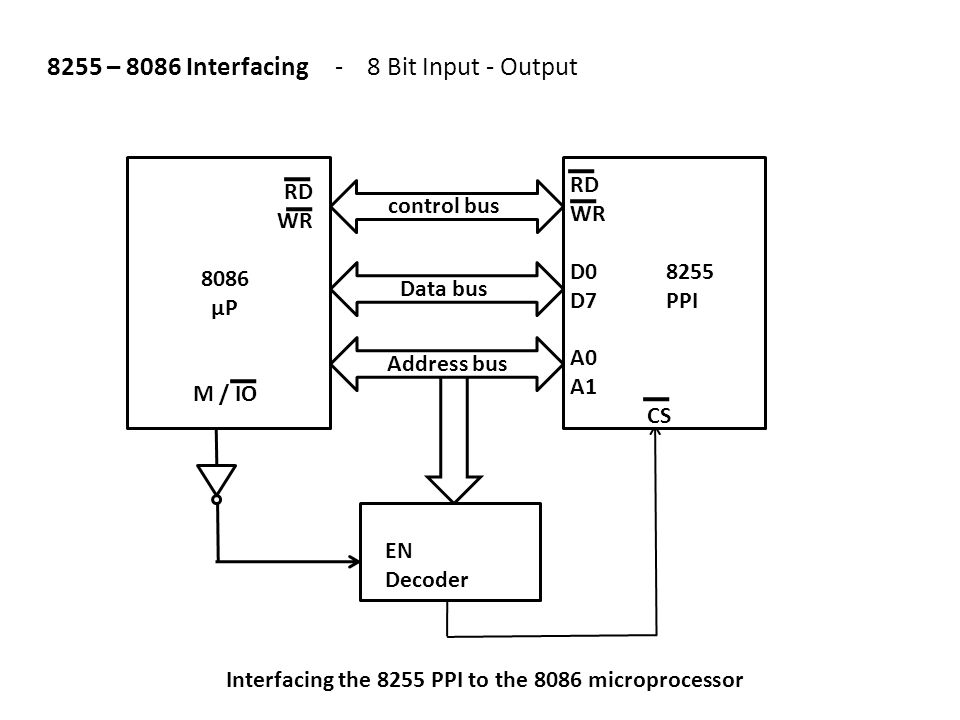 8255 – 8086 Interfacing - 8 Bit Input - Output
RD
WR
8086
µP
M / IO
control bus
Data bus
Address bus
RD
WR
D0
D7
8255
PPI
A0
A1
CS
EN
Decoder
Interfacing the 8255 PPI to the 8086 microprocessor